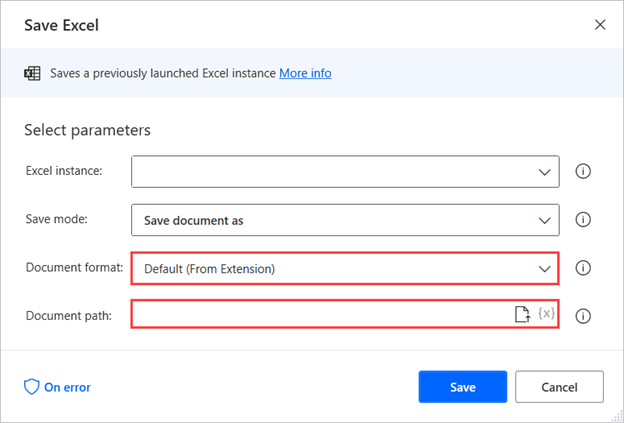 Save Excel
Saves a previously launched Excel instance More info
Select parameters
Excel instance:
Save mode: Save document as
Document format: Default (From Extension)
Document path: {x}
On error Save Cancel